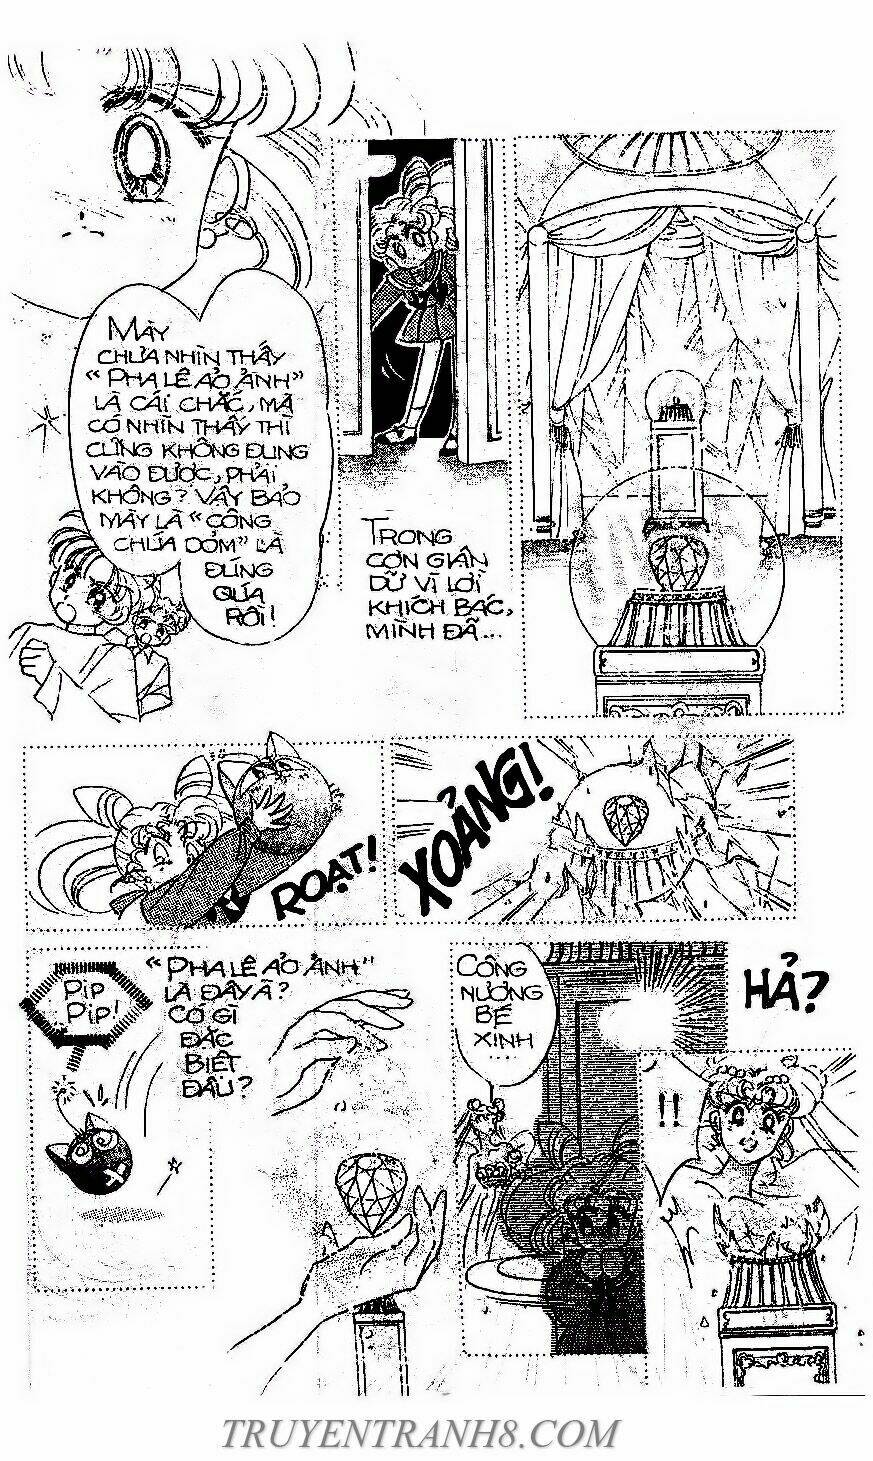 MÀY
CHƯA NHÌN THẤY
"PHA LÊ ẢO ẢNH"
LÀ CÁI CHẮC, MÀ
CÓ NHÌN THẤY THÌ
CŨNG KHÔNG ĐỤNG
VÀO ĐƯỢC, PHẢI
KHÔNG? VẬY BẢO
MÀY LÀ "CÔNG
CHÚA DỎM" LÀ
ĐÚNG
QÚA
RỒI!
TRONG
CƠN GIẬN
DỮ VÌ LỜI
KHÍCH BÁC,
MÌNH ĐÃ...
ROẠT!
XOẢNG!
PIP
PIP!
"PHA LÊ ẢO ẢNH"
LÀ ĐÂY À?
CÓ GÌ
ĐẶC
BIỆT
ĐÂU?
CÔNG
NƯƠNG
BÉ
XINH
...
HẢ?
!!
TRUYENTRANH8.COM